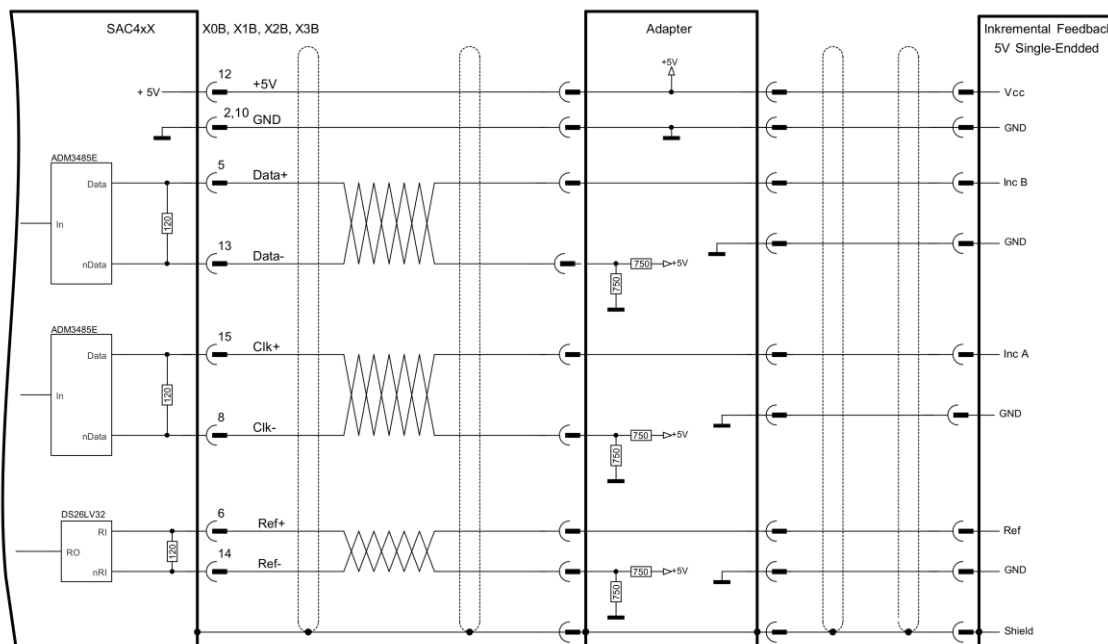 SAC4xX X0B, X1B, X2B, X3B Adapter Inkremental Feedback
5V Single-Endded
+5V
12
+ 5V +5V Vcc
2,10 GND GND
ADM3485E
5
Data Data+ Inc B
120
In
13 GND
nData Data- 750 +5V
750
ADM3485E
15
Data Clk+ Inc A
120
In
8 GND
nData Clk- 750 +5V
750
DS26LV32
6
RI Ref+ Ref
RO 120
14
nRI Ref- 750 +5V GND
750
Shield